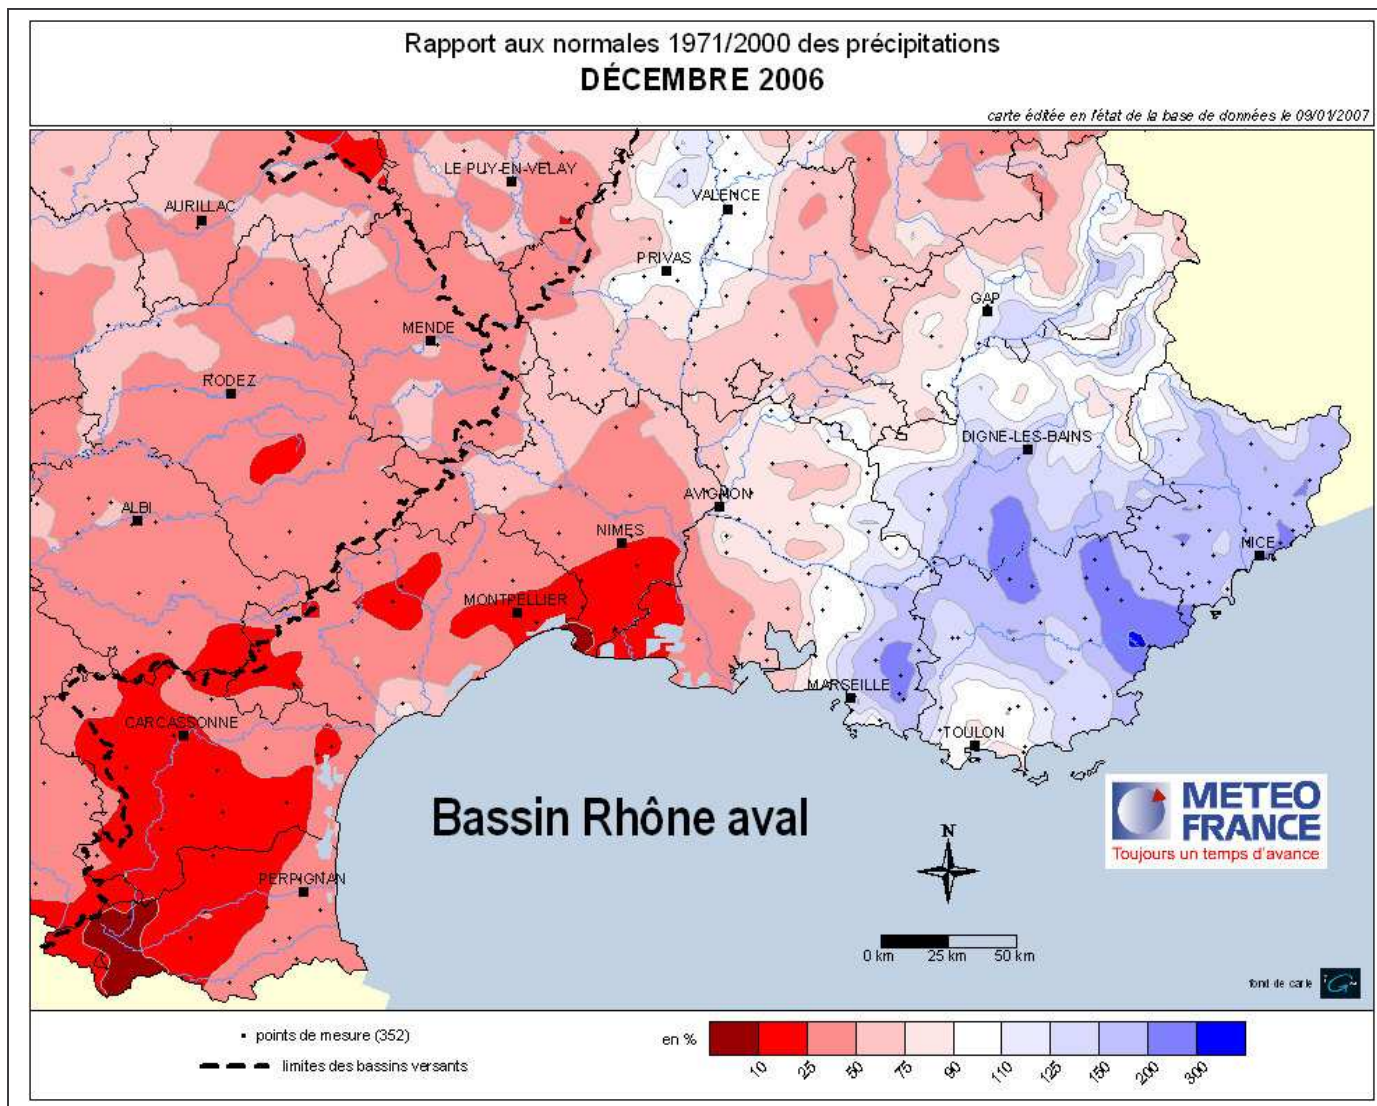 Rapport aux normales 1971/2000 des précipitations
DÉCEMBRE 2006
carte éditée en l'état de la base de données le 09/01/2007
LE PUY-EN-VELAY
AURILLAC
VALENCE
PRIVAS
GAP
MENDE
RODEZ
DIGNE-LES-BAINS
AVIGNON
ALBI
NIMES
NICE
MONTPELLIER
MARSEILLE
CARCASSONNE
TOULON
METEO
FRANCE
Toujours un temps d'avance
Bassin Rhône aval
N
PERPIGNAN
0 km 25 km 50 km
fond de carte
points de mesure (352)
en %
limites des bassins versants
10 25 50 75 90 110 125 150 200 300